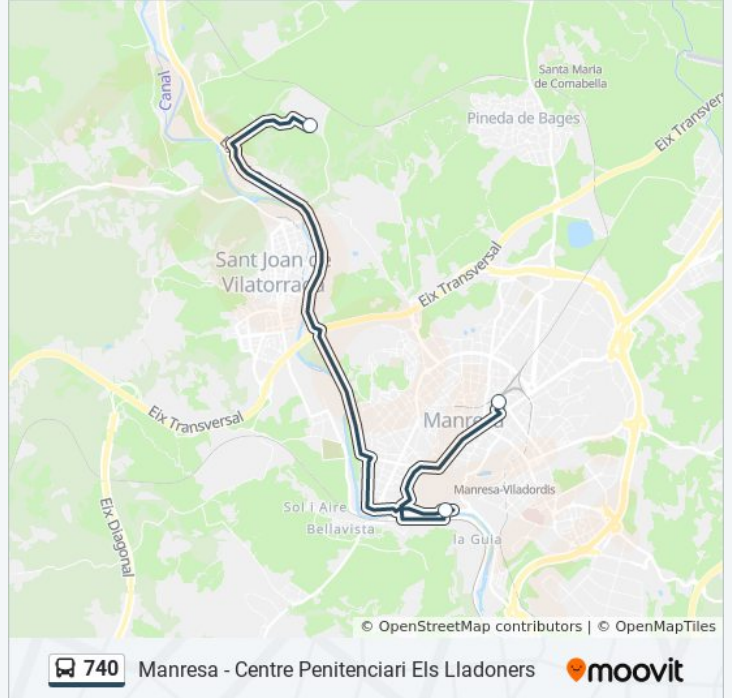 Canal
Santa Maria
de Comabella
Pineda de Bages
Eix Transvers
Sant Joan de
Vilatorrada
Eix Transversal
Manresa
Eix Transversal
Manresa-Viladordis
Sol i Aire
Bellavista
la Guia
Eix Diagonal
© OpenStreetMap contributors | © OpenMapTiles
740 Manresa - Centre Penitenciari Els Lladoners moovit